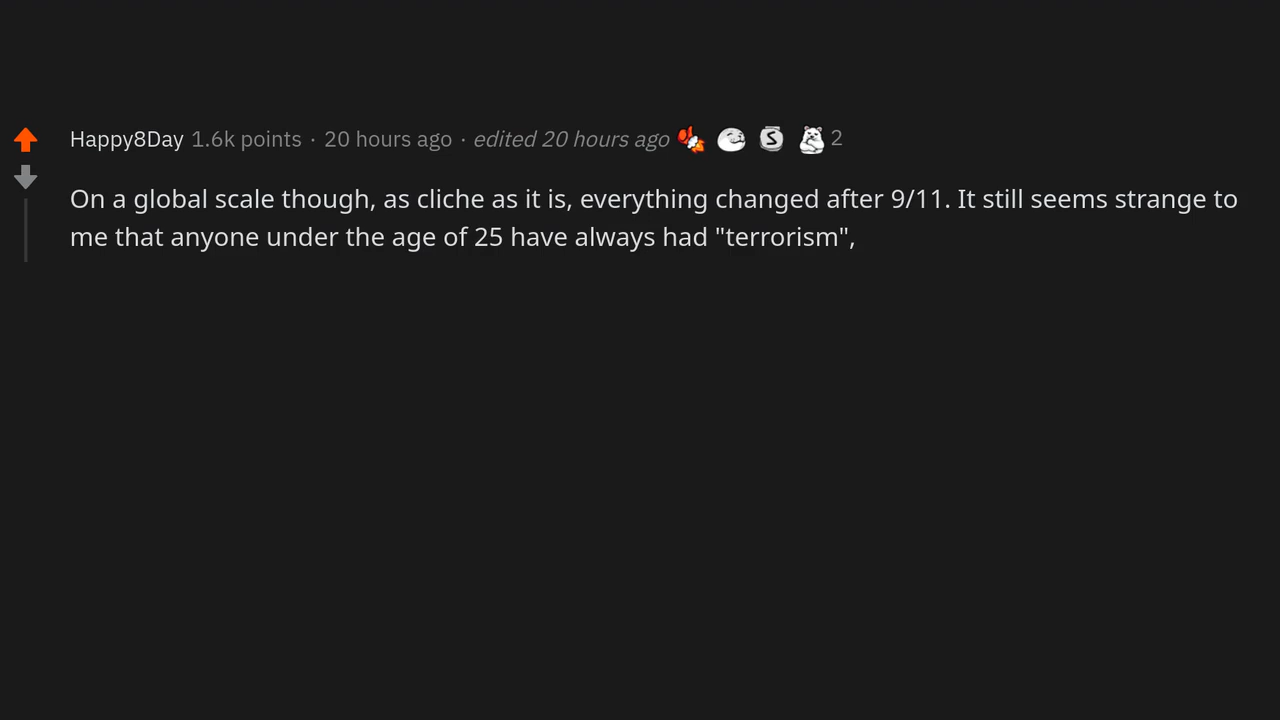 Happy8Day 1.6k points · 20 hours ago · edited 20 hours ago 2
On a global scale though, as cliche as it is, everything changed after 9/11. It still seems strange to
me that anyone under the age of 25 have always had "terrorism",